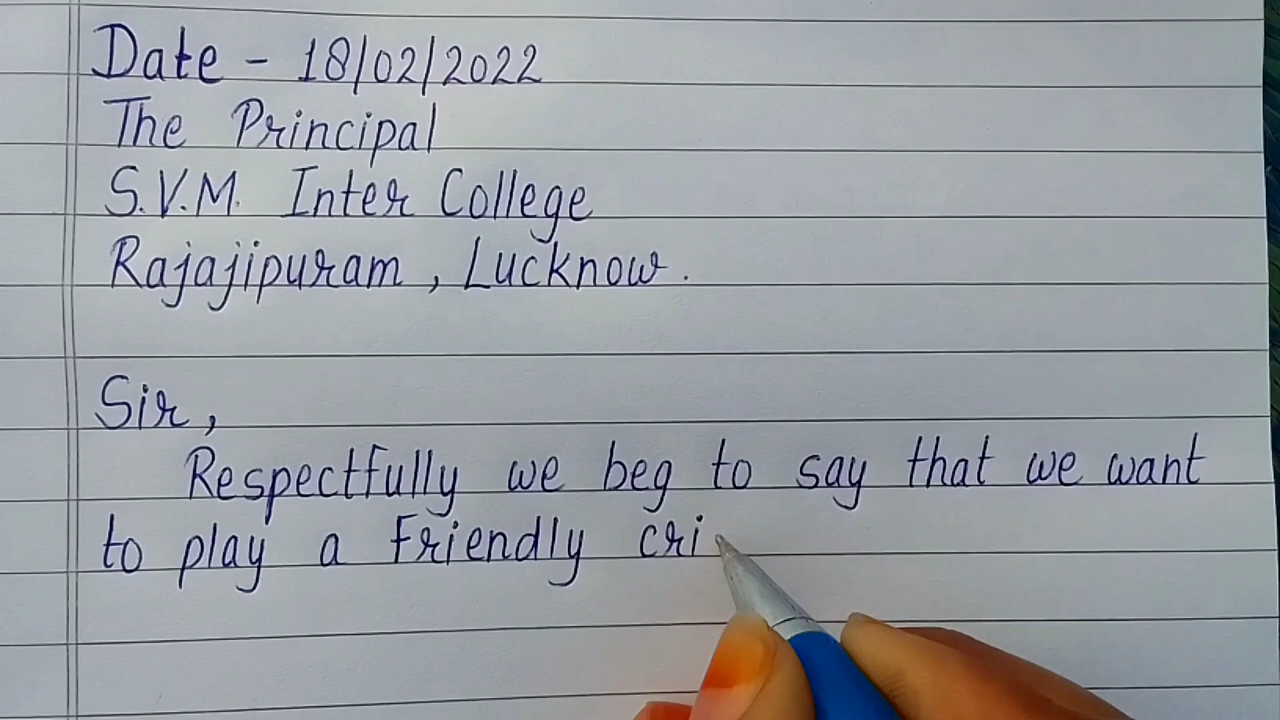 Date - 18/02/2022
The Principal
S.V.M. Inter College
Rajajipuram, Lucknow.
Sir,
Respectfully we beg to say that we want
to play a friendly cri